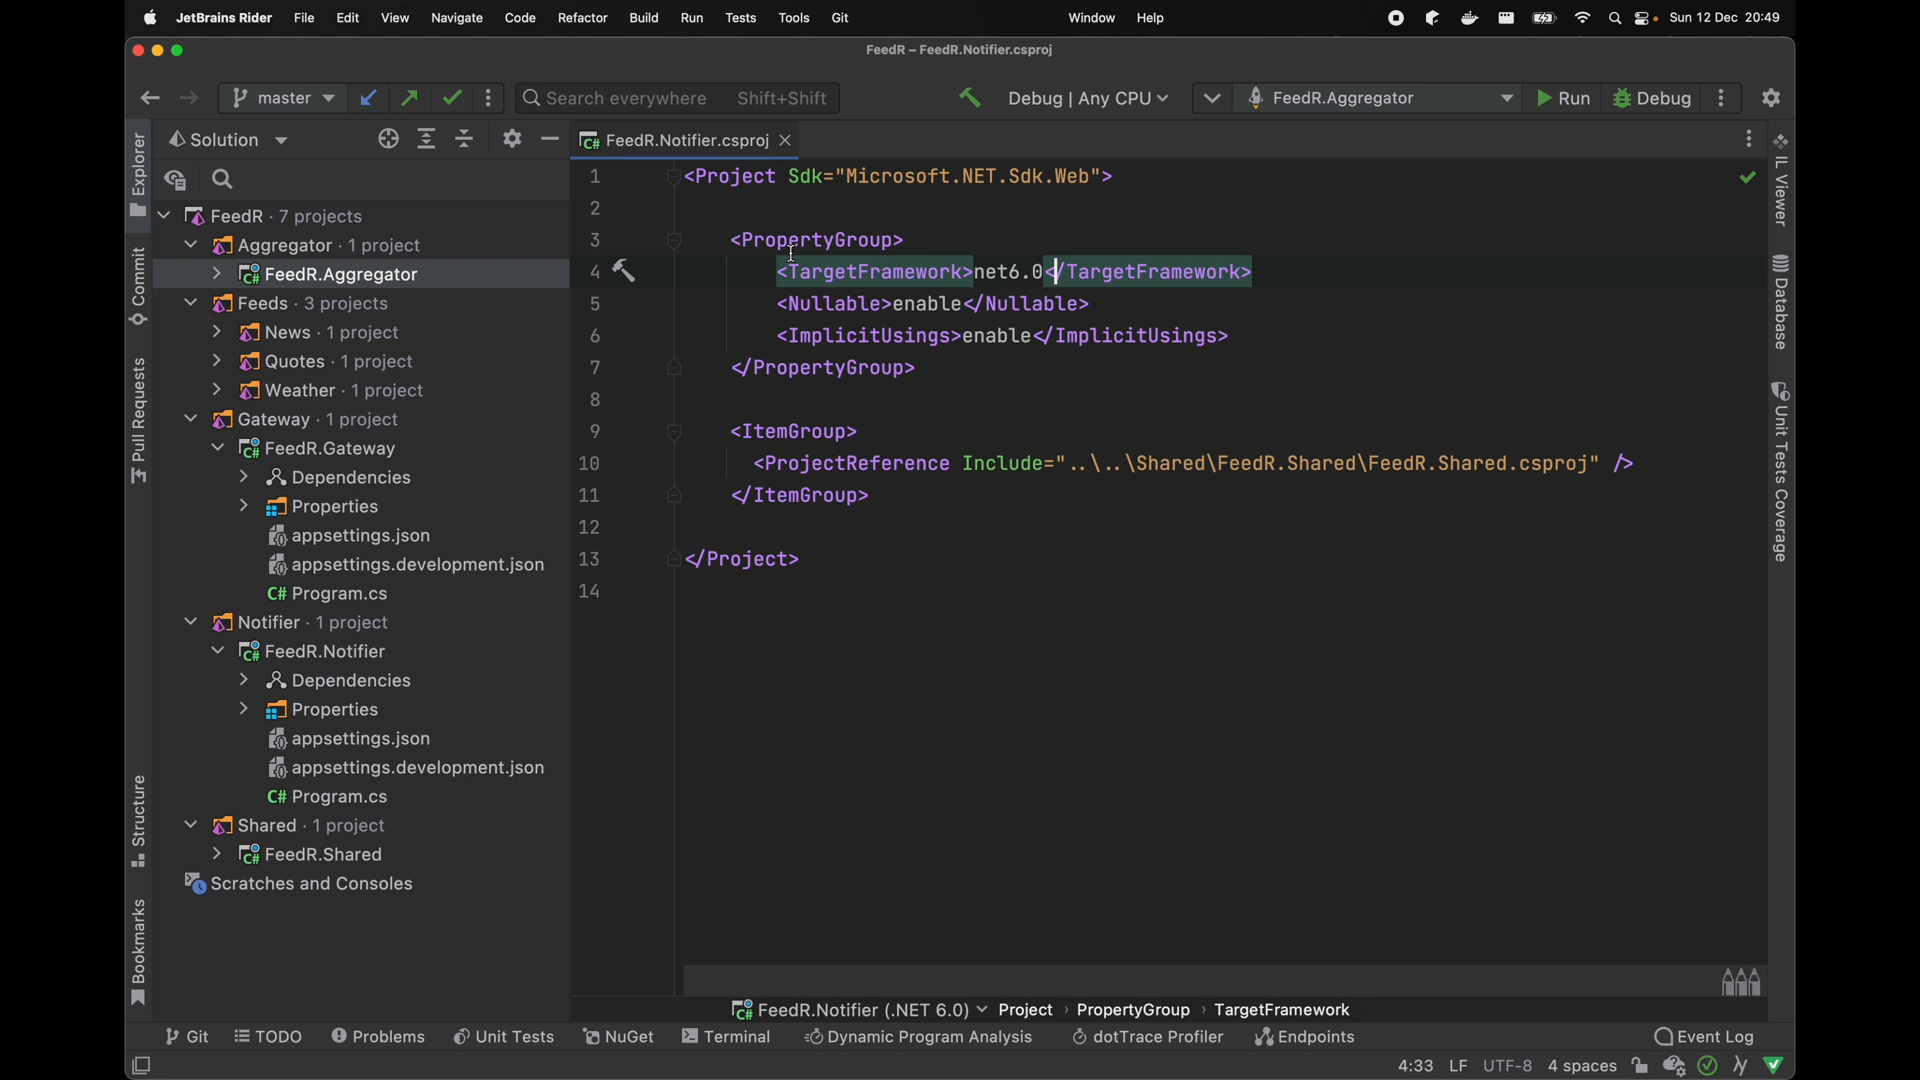 JetBrains Rider File Edit View Navigate Code Refactor Build Run Tests Tools Git Window Help Sun 12 Dec 20:49
FeedR – FeedR.Notifier.csproj
master Search everywhere Shift+Shift Debug | Any CPU FeedR.Aggregator Run Debug
Solution
FeedR.Notifier.csproj
Explorer
Commit
Pull Requests
Structure
Bookmarks
FeedR · 7 projects
Aggregator · 1 project
FeedR.Aggregator
Feeds · 3 projects
News · 1 project
Quotes · 1 project
Weather · 1 project
Gateway · 1 project
FeedR.Gateway
Dependencies
Properties
appsettings.json
appsettings.development.json
C# Program.cs
Notifier · 1 project
FeedR.Notifier
Dependencies
Properties
appsettings.json
appsettings.development.json
C# Program.cs
Shared · 1 project
FeedR.Shared
Scratches and Consoles
1 <Project Sdk="Microsoft.NET.Sdk.Web">
2
3 <PropertyGroup>
4 <TargetFramework>net6.0</TargetFramework>
5 <Nullable>enable</Nullable>
6 <ImplicitUsings>enable</ImplicitUsings>
7 </PropertyGroup>
8
9 <ItemGroup>
10 <ProjectReference Include="..\..\Shared\FeedR.Shared\FeedR.Shared.csproj" />
11 </ItemGroup>
12
13 </Project>
14
IL Viewer
Database
Unit Tests Coverage
FeedR.Notifier (.NET 6.0) Project › PropertyGroup › TargetFramework
Git TODO Problems Unit Tests NuGet Terminal Dynamic Program Analysis dotTrace Profiler Endpoints Event Log
4:33 LF UTF-8 4 spaces